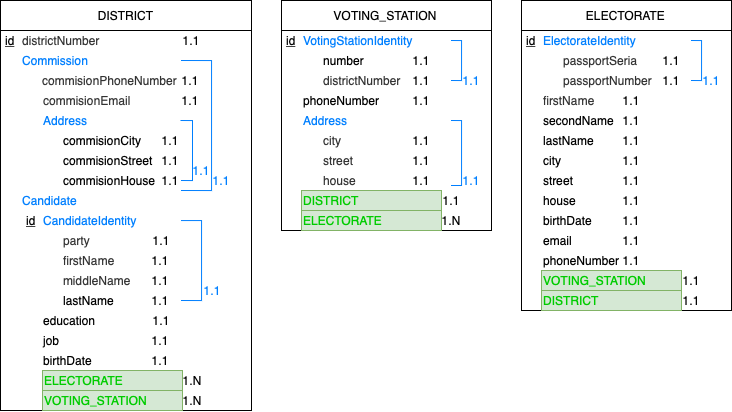 DISTRICT
id districtNumber 1.1
Commission
commisionPhoneNumber 1.1
commisionEmail 1.1
Address
commisionCity 1.1
commisionStreet 1.1
1.1
commisionHouse 1.1
1.1
Candidate
id CandidateIdentity
party 1.1
firstName 1.1
middleName 1.1
lastName 1.1
1.1
education 1.1
job 1.1
birthDate 1.1
ELECTORATE 1.N
VOTING_STATION 1.N
VOTING_STATION
id VotingStationIdentity
number 1.1
districtNumber 1.1
1.1
phoneNumber 1.1
Address
city 1.1
street 1.1
house 1.1
1.1
DISTRICT 1.1
ELECTORATE 1.N
ELECTORATE
id ElectorateIdentity
passportSeria 1.1
passportNumber 1.1
1.1
firstName 1.1
secondName 1.1
lastName 1.1
city 1.1
street 1.1
house 1.1
birthDate 1.1
email 1.1
phoneNumber 1.1
VOTING_STATION 1.1
DISTRICT 1.1